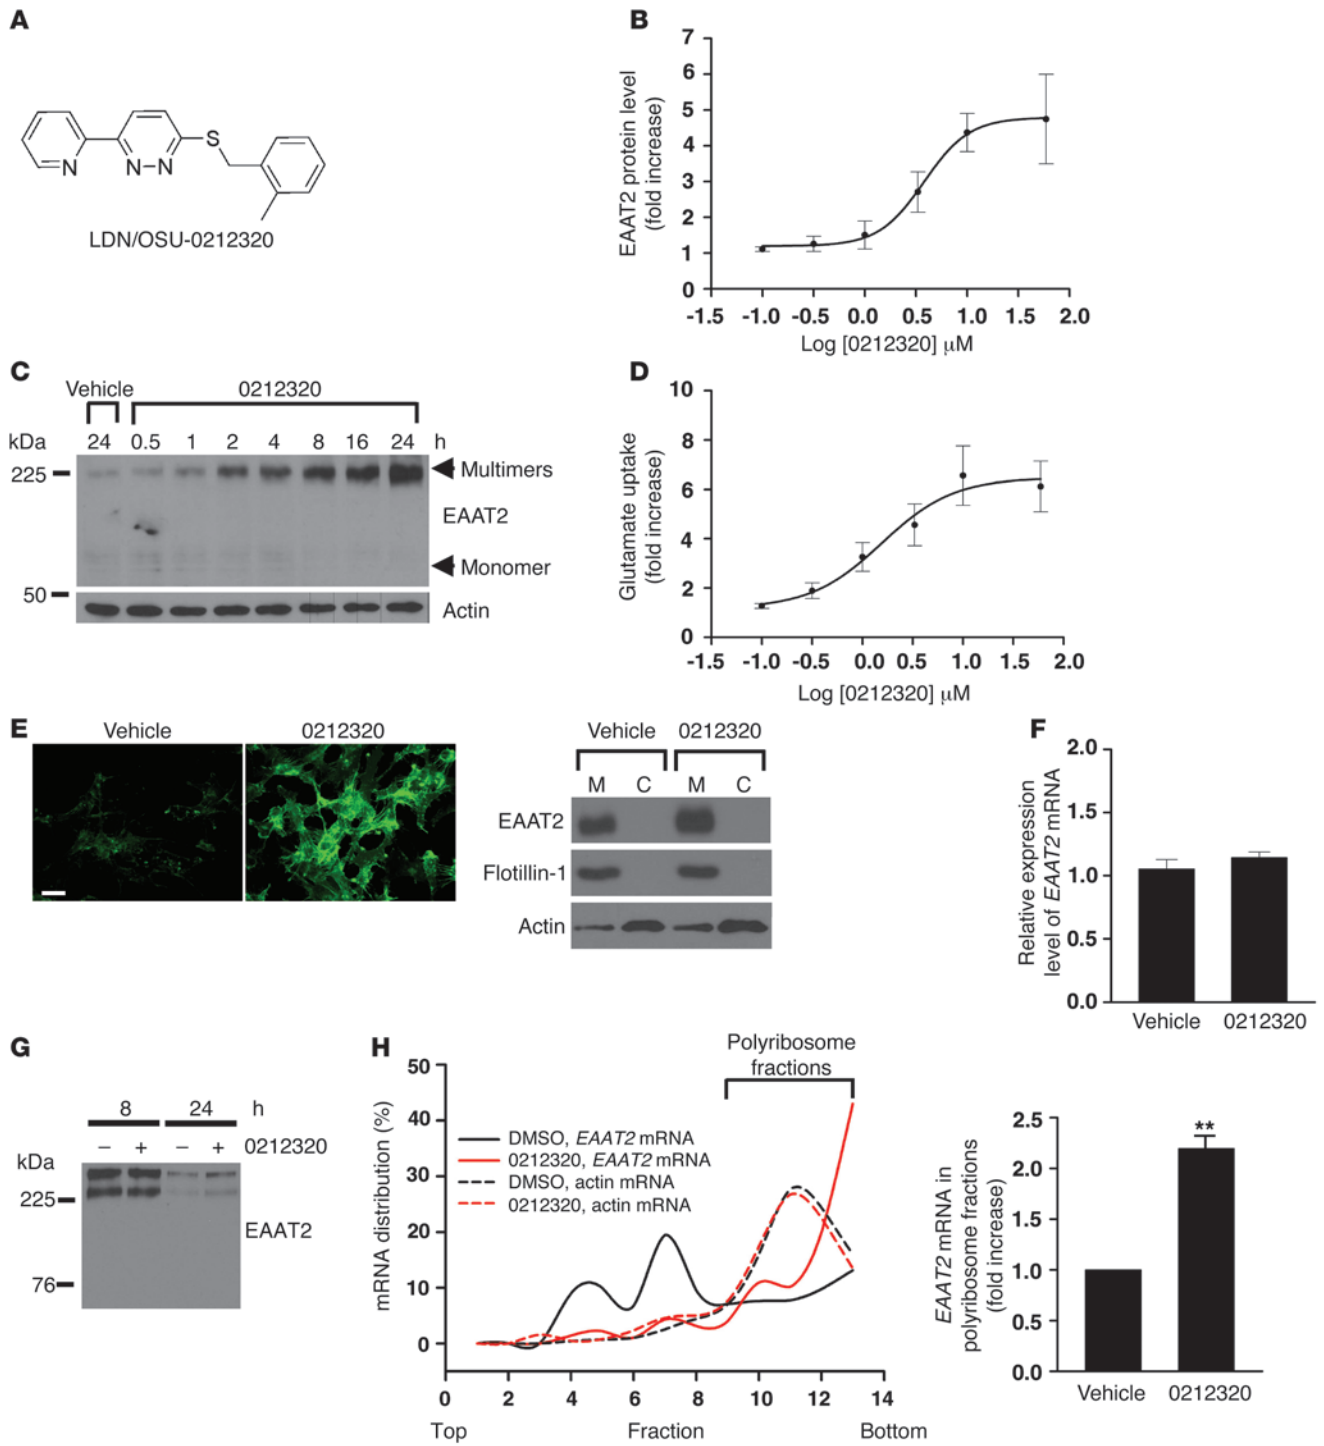 A
N
N
N
S
LDN/OSU-0212320
B
EAAT2 protein level
(fold increase)
7
6
5
4
3
2
1
0
-1.5 -1.0 -0.5 0.0 0.5 1.0 1.5 2.0
Log [0212320] μM
C
Vehicle 0212320
kDa 24 0.5 1 2 4 8 16 24 h
225
Multimers
EAAT2
Monomer
50
Actin
D
Glutamate uptake
(fold increase)
10
8
6
4
2
0
-1.5 -1.0 -0.5 0.0 0.5 1.0 1.5 2.0
Log [0212320] μM
E
Vehicle 0212320
Vehicle 0212320
M C M C
EAAT2
Flotillin-1
Actin
F
Relative expression
level of EAAT2 mRNA
2.0
1.5
1.0
0.5
0.0
Vehicle 0212320
G
8 24 h
– + – + 0212320
kDa
225
EAAT2
76
H
Polyribosome
fractions
mRNA distribution (%)
50
40
30
20
10
0
DMSO, EAAT2 mRNA
0212320, EAAT2 mRNA
DMSO, actin mRNA
0212320, actin mRNA
0 2 4 6 8 10 12 14
Top Fraction Bottom
EAAT2 mRNA in
polyribosome fractions
(fold increase)
2.5
2.0
1.5
1.0
0.5
0.0
**
Vehicle 0212320